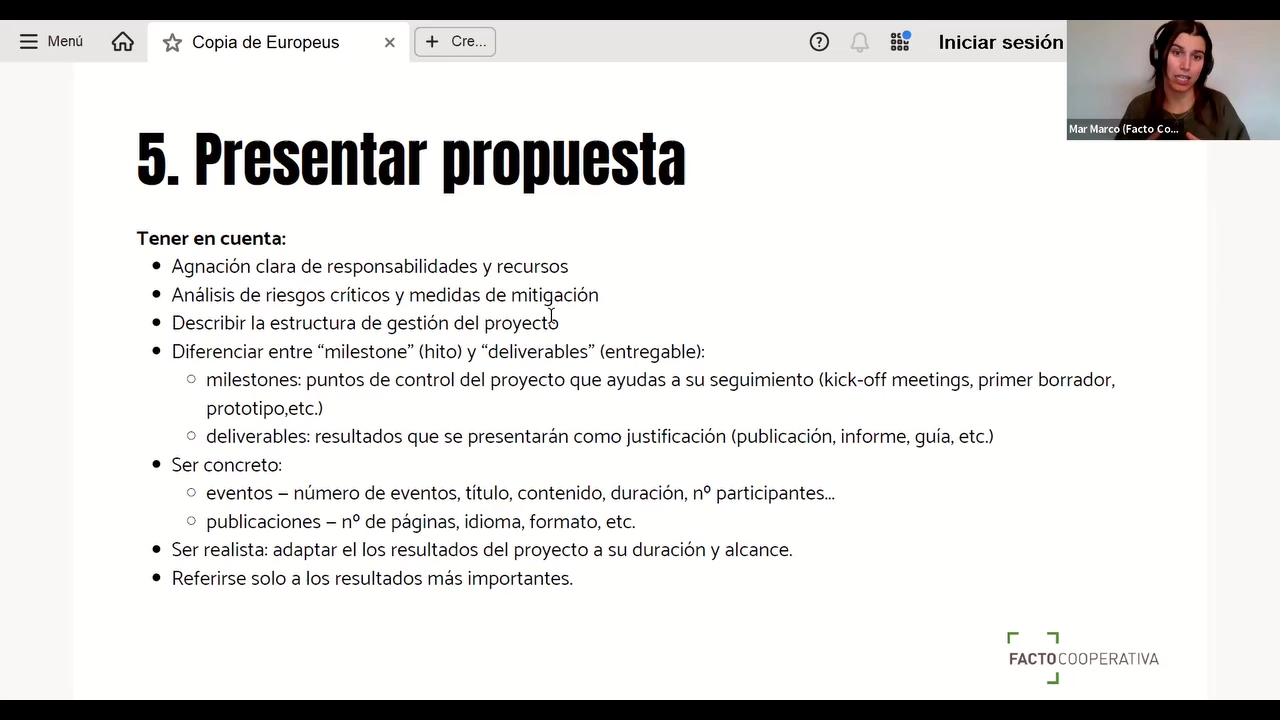 Menú
Copia de Europeus
Cre...
Iniciar sesión
Mar Marco (Facto Co...
5. Presentar propuesta
Tener en cuenta:
Agnación clara de responsabilidades y recursos
Análisis de riesgos críticos y medidas de mitigación
Describir la estructura de gestión del proyecto
Diferenciar entre “milestone” (hito) y “deliverables” (entregable):
milestones: puntos de control del proyecto que ayudas a su seguimiento (kick-off meetings, primer borrador,
prototipo,etc.)
deliverables: resultados que se presentarán como justificación (publicación, informe, guía, etc.)
Ser concreto:
eventos – número de eventos, título, contenido, duración, nº participantes...
publicaciones – nº de páginas, idioma, formato, etc.
Ser realista: adaptar el los resultados del proyecto a su duración y alcance.
Referirse solo a los resultados más importantes.
FACTOCOOPERATIVA